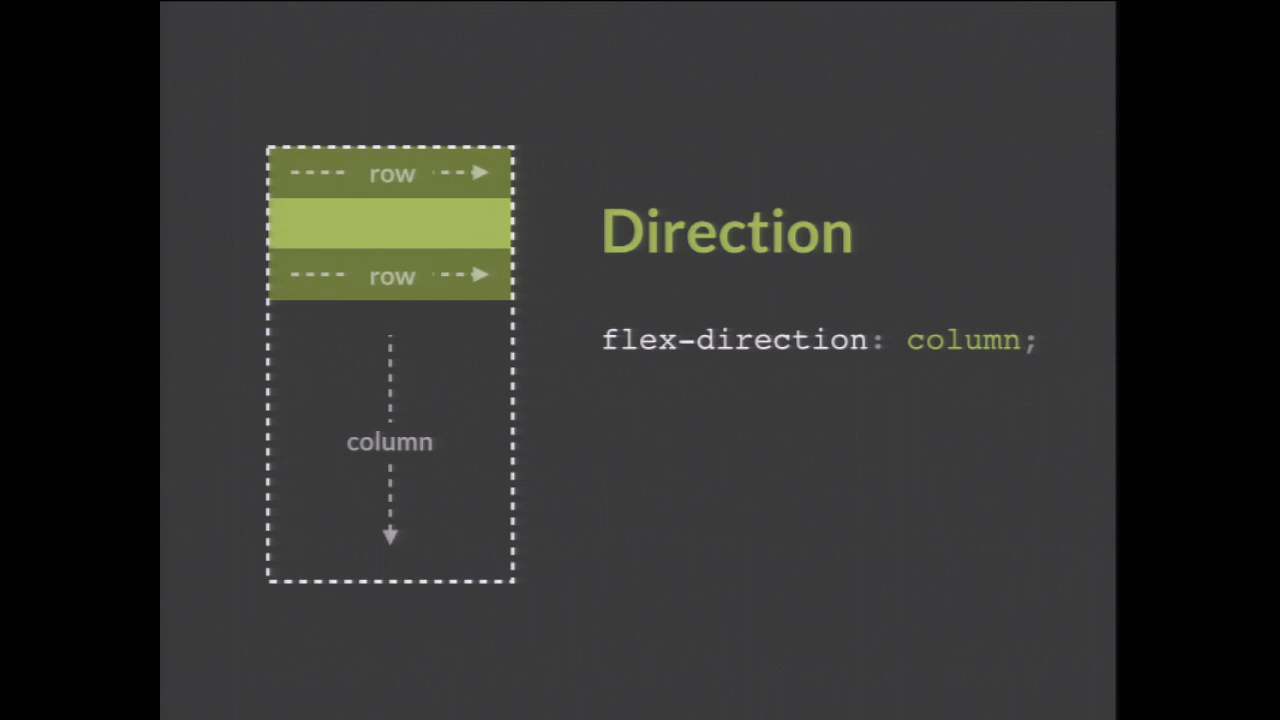 row
row
column
Direction
flex-direction: column;